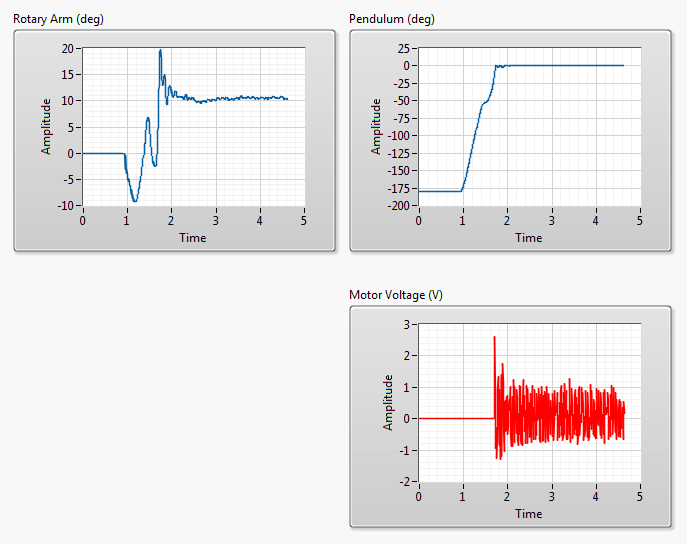 Rotary Arm (deg)
20
15
10
5
0
-5
-10
Amplitude
0 1 2 3 4 5
Time
Pendulum (deg)
25
0
-25
-50
-75
-100
-125
-150
-175
-200
Amplitude
0 1 2 3 4 5
Time
Motor Voltage (V)
3
2
1
0
-1
-2
Amplitude
0 1 2 3 4 5
Time